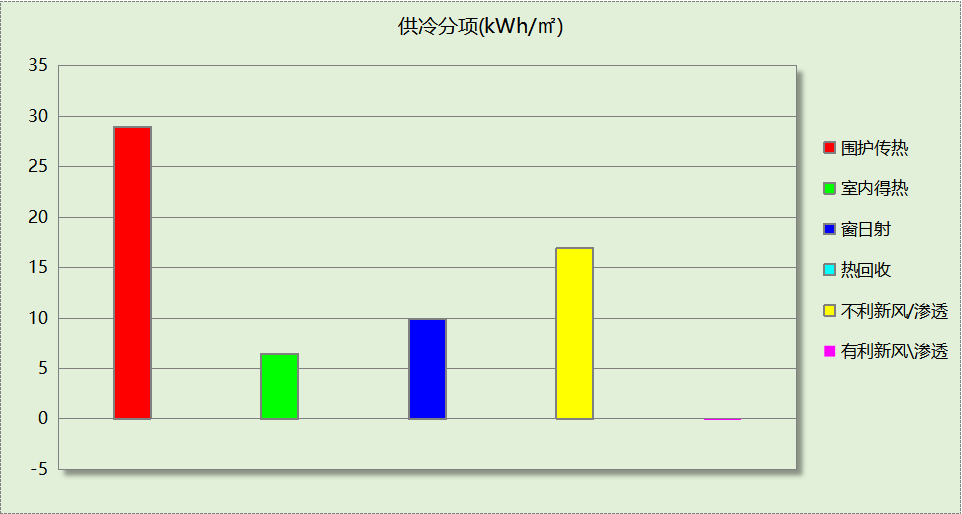 供冷分项(kWh/㎡)
35
30
25
20
15
10
5
0
-5
围护传热
室内得热
窗日射
热回收
不利新风/渗透
有利新风\渗透